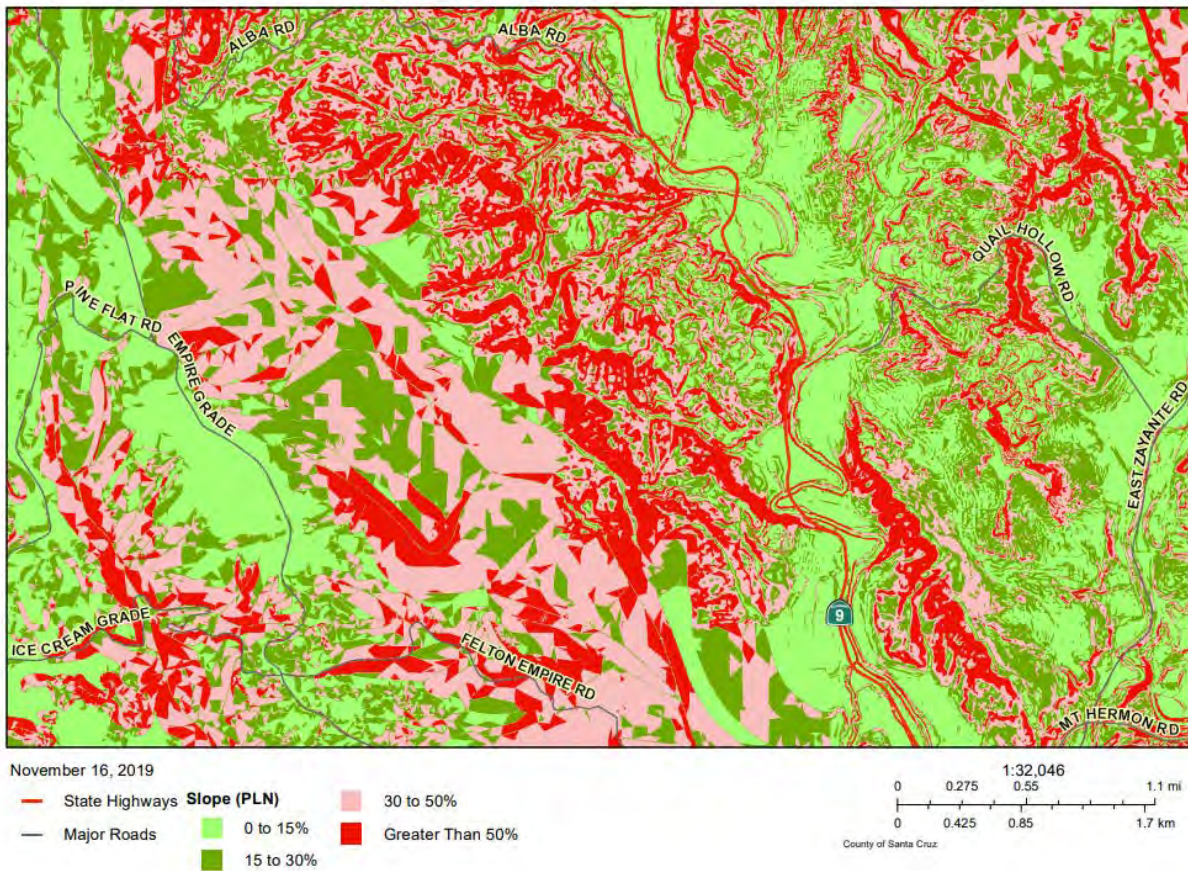 ALBA RD
ALBA RD
QUAIL HOLLOW RD
PINE FLAT RD
EMPIRE GRADE
EAST ZAYANTE RD
9
ICE CREAM GRADE
FELTON EMPIRE RD
MT HERMON RD
November 16, 2019
State Highways
Major Roads
Slope (PLN)
0 to 15%
15 to 30%
30 to 50%
Greater Than 50%
1:32,046
0 0.275 0.55 1.1 mi
0 0.425 0.85 1.7 km
County of Santa Cruz